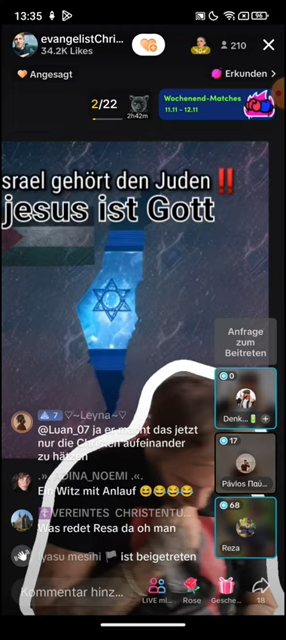 13:35
96
evangelistChri...
34.2K Likes
210
Angesagt
Erkunden >
2/22
2h42m
Wochenend-Matches
11.11 - 12.11
srael gehört den Juden ‼️
jesus ist Gott
Anfrage
zum
Beitreten
0
Denk...
17
Pávlos Παύ...
68
Reza
7 ♡~Leyna~♡
@Luan_07 ja er macht das jetzt
nur die Christen aufeinander
zu hätzen
.» DINA_NOEMI .«.
Ein Witz mit Anlauf 😄😂😂😂
VEREINTES CHRISTENTU...
Was redet Resa da oh man
yasu mesihi 🏴 ist beigetreten
Kommentar hinz...
LIVE mi...
Rose
Gesche...
18